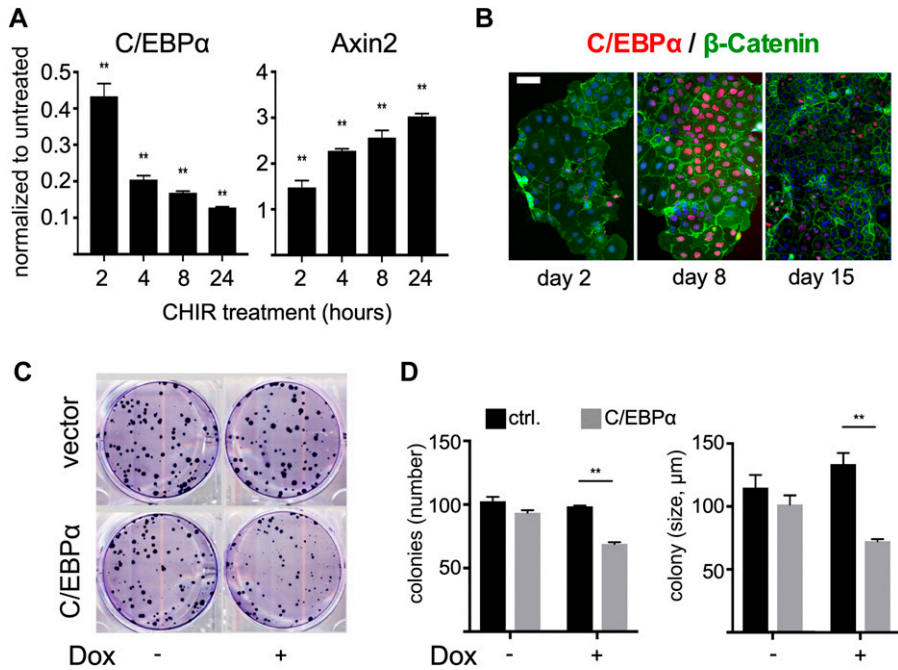 A
C/EBPα
Axin2
normalized to untreated
0.5
0.4
0.3
0.2
0.1
**
**
**
**
2
4
8
24
4
3
2
1
**
**
**
**
2
4
8
24
CHIR treatment (hours)
B
C/EBPα / β-Catenin
day 2
day 8
day 15
C
vector
C/EBPα
Dox
-
+
D
ctrl.
C/EBPα
colonies (number)
150
100
50
**
Dox
-
+
colony (size, μm)
150
100
50
**
-
+